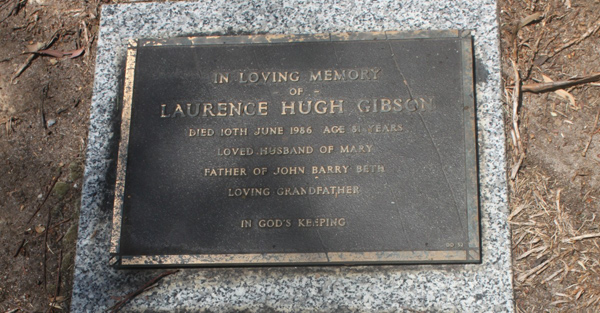 IN LOVING MEMORY
- OF -
LAURENCE HUGH GIBSON
DIED 10TH JUNE 1986 AGE 81 YEARS
LOVED HUSBAND OF MARY
FATHER OF JOHN BARRY BETH
LOVING GRANDFATHER
IN GOD'S KEEPING